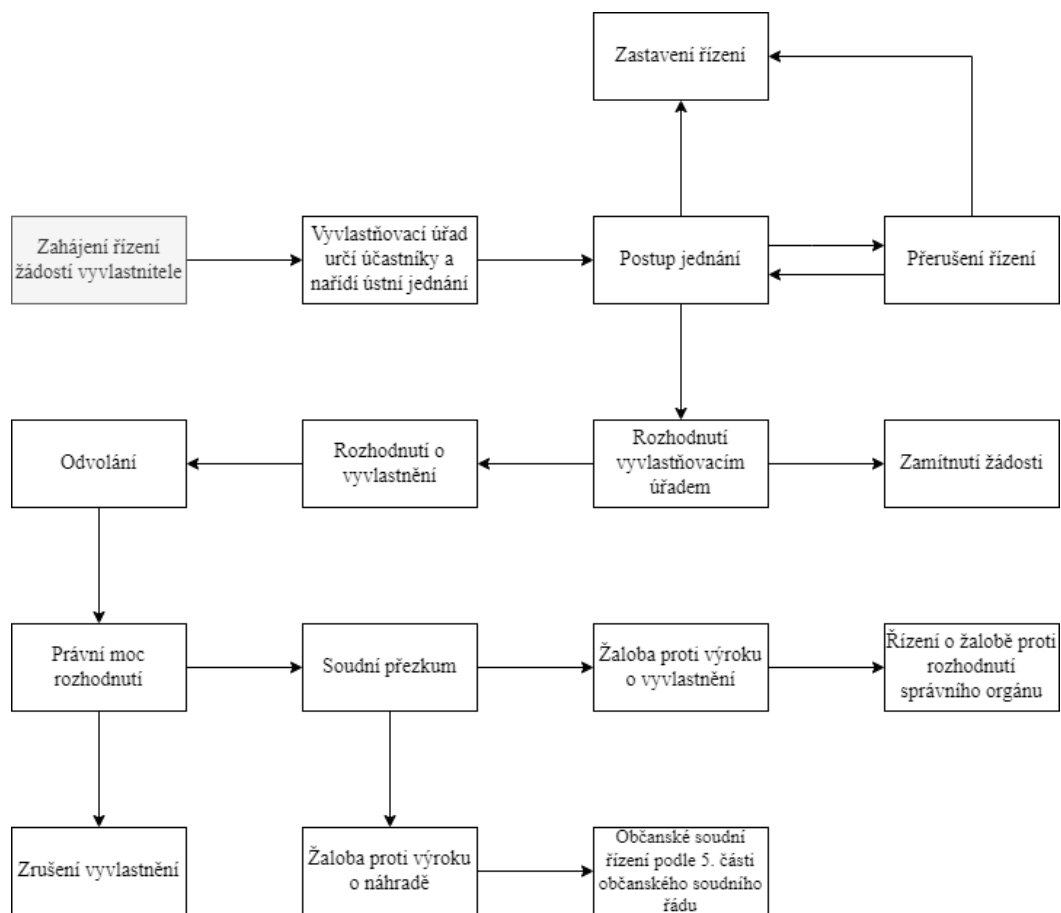 Zastavení řízení
Zahájení řízení
žádostí vyvlastnitele
Vyvlastňovací úřad
určí účastníky a
nařídí ústní jednání
Postup jednání
Přerušení řízení
Odvolání
Rozhodnutí o
vyvlastnění
Rozhodnutí
vyvlastňovacím
úřadem
Zamítnutí žádosti
Právní moc
rozhodnutí
Soudní přezkum
Žaloba proti výroku
o vyvlastnění
Řízení o žalobě proti
rozhodnutí
správního orgánu
Zrušení vyvlastnění
Žaloba proti výroku
o náhradě
Občanské soudní
řízení podle 5. části
občanského soudního
řádu